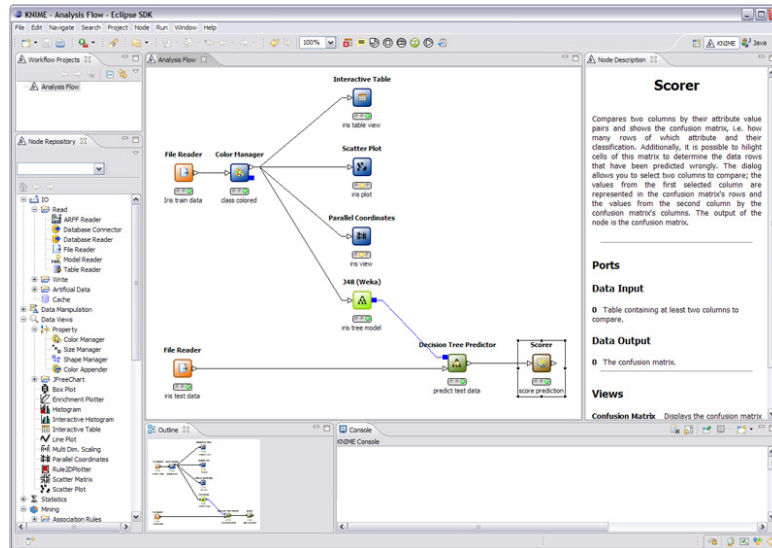 KNIME - Analysis Flow - Eclipse SDK
File Edit Navigate Search Project Node Run Window Help
100%
KNIME Java
Workflow Projects
Analysis Flow
Node Repository
IO
Read
ARFF Reader
Database Connector
Database Reader
File Reader
Model Reader
Table Reader
Write
Artificial Data
Cache
Data Manipulation
Data Views
Property
Color Manager
Size Manager
Shape Manager
Color Appender
JFreeChart
Box Plot
Enrichment Plotter
Histogram
Interactive Histogram
Interactive Table
Line Plot
Multi Dim. Scaling
Parallel Coordinates
Rule2DPlotter
Scatter Matrix
Scatter Plot
Statistics
Mining
Association Rules
Analysis Flow
Interactive Table
iris table view
Scatter Plot
iris plot
File Reader
Color Manager
Iris train data
class colored
Parallel Coordinates
iris view
J48 (Weka)
iris tree model
File Reader
Decision Tree Predictor
Scorer
iris test data
predict test data
score prediction
Node Description
Scorer
Compares two columns by their attribute value
pairs and shows the confusion matrix, i.e. how
many rows of which attribute and their
classification. Additionally, it is possible to hilight
cells of this matrix to determine the data rows
that have been predicted wrongly. The dialog
allows you to select two columns to compare; the
values from the first selected column are
represented in the confusion matrix's rows and
the values from the second column by the
confusion matrix's columns. The output of the
node is the confusion matrix.
Ports
Data Input
0 Table containing at least two columns to
compare.
Data Output
0 The confusion matrix.
Views
Confusion Matrix Displays the confusion matrix
Outline
Console
KNIME Console